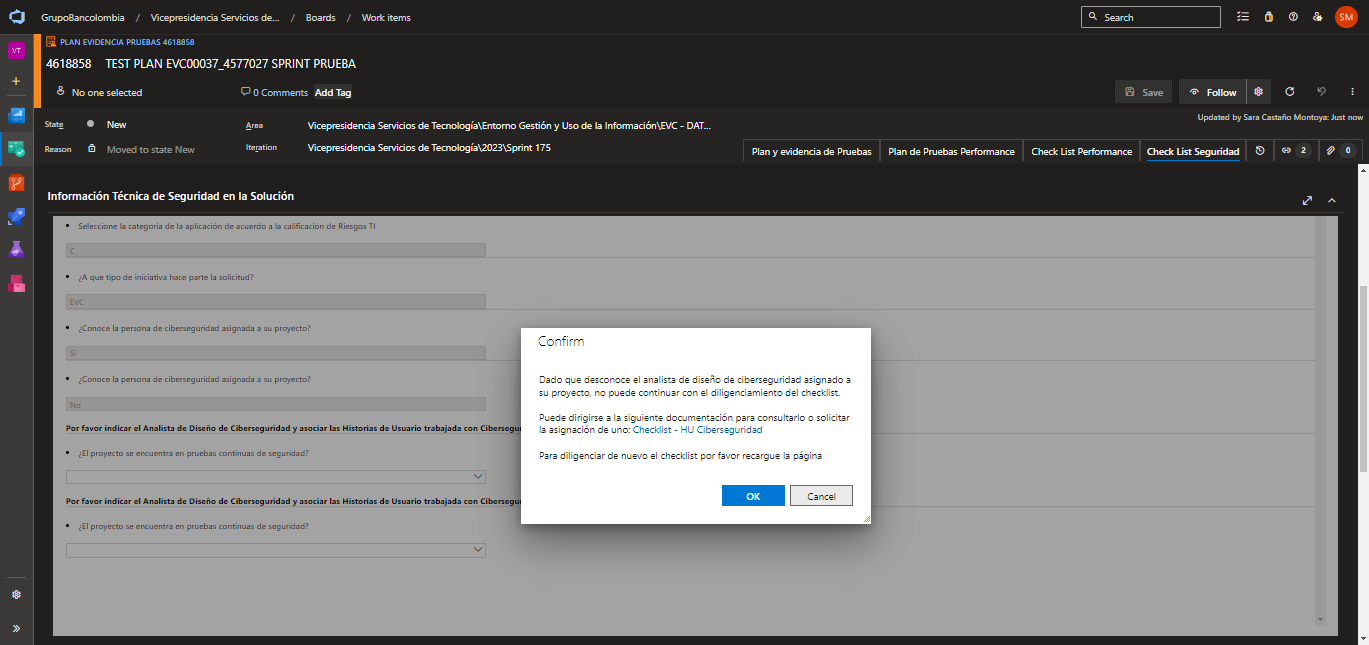 GrupoBancolombia / Vicepresidencia Servicios de... / Boards / Work items
Search
SM
VT
PLAN EVIDENCIA PRUEBAS 4618858
4618858 TEST PLAN EVC00037_4577027 SPRINT PRUEBA
No one selected
0 Comments
Add Tag
Save
Follow
State
New
Area
Vicepresidencia Servicios de Tecnología\Entorno Gestión y Uso de la Información\EVC - DAT...
Updated by Sara Castaño Montoya: Just now
Reason
Moved to state New
Iteration
Vicepresidencia Servicios de Tecnología\2023\Sprint 175
Plan y evidencia de Pruebas
Plan de Pruebas Performance
Check List Performance
Check List Seguridad
2
0
Información Técnica de Seguridad en la Solución
• Seleccione la categoria de la aplicación de acuerdo a la calificación de Riesgos TI
C
• ¿A que tipo de iniciativa hace parte la solicitud?
EVC
• ¿Conoce la persona de ciberseguridad asignada a su proyecto?
Si
• ¿Conoce la persona de ciberseguridad asignada a su proyecto?
No
Por favor indicar el Analista de Diseño de Ciberseguridad y asociar las Historias de Usuario trabajada con Cibersegu
• ¿El proyecto se encuentra en pruebas continuas de seguridad?
Por favor indicar el Analista de Diseño de Ciberseguridad y asociar las Historias de Usuario trabajada con Cibersegu
• ¿El proyecto se encuentra en pruebas continuas de seguridad?
Confirm
Dado que desconoce el analista de diseño de ciberseguridad asignado a
su proyecto, no puede continuar con el diligenciamiento del checklist.
Puede dirigirse a la siguiente documentación para consultarlo o solicitar
la asignación de uno: Checklist - HU Ciberseguridad
Para diligenciar de nuevo el checklist por favor recargue la página
OK
Cancel